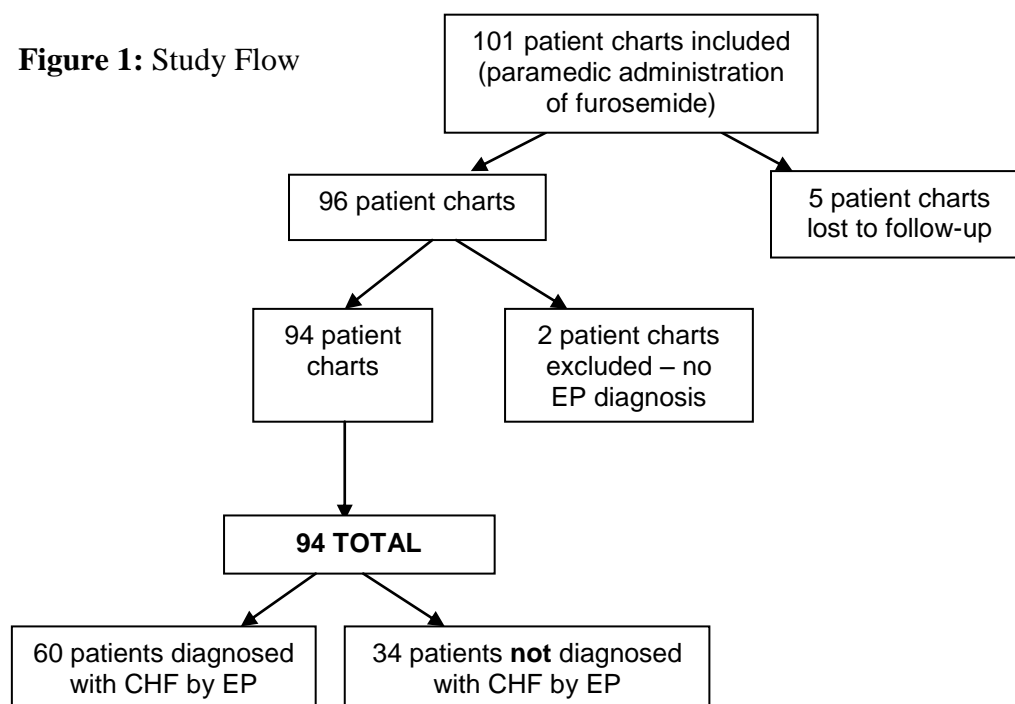 Figure 1: Study Flow
101 patient charts included
(paramedic administration
of furosemide)
96 patient charts
5 patient charts
lost to follow-up
94 patient
charts
2 patient charts
excluded – no
EP diagnosis
94 TOTAL
60 patients diagnosed
with CHF by EP
34 patients not diagnosed
with CHF by EP